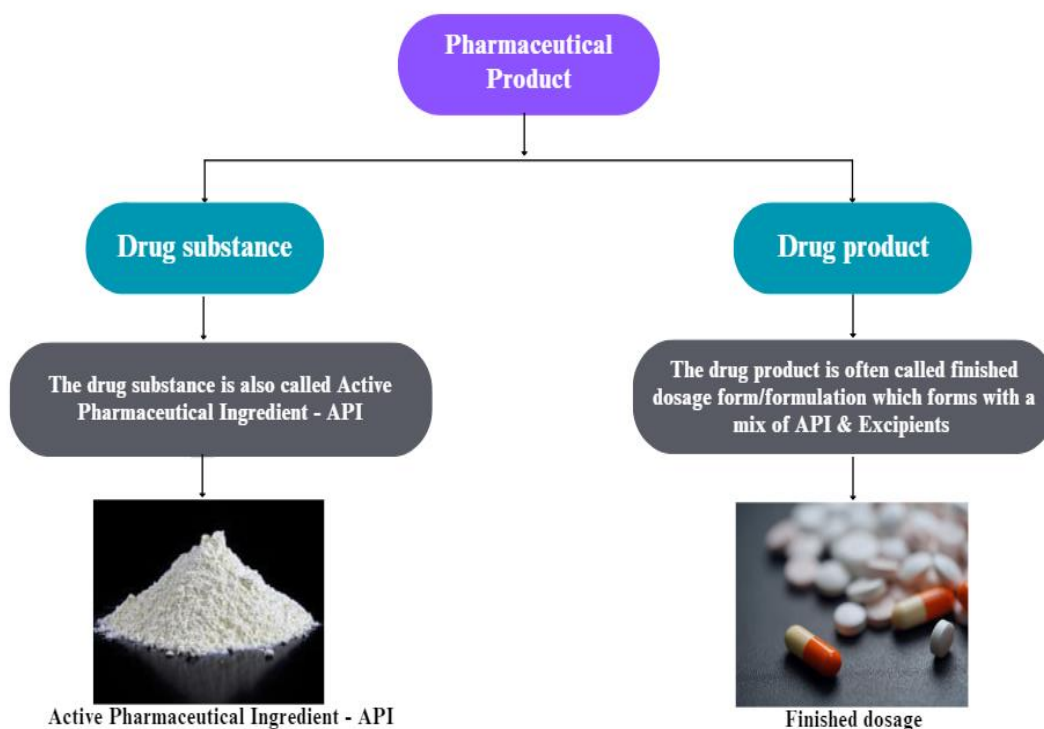 Pharmaceutical
Product
Drug substance
Drug product
The drug substance is also called Active
Pharmaceutical Ingredient - API
The drug product is often called finished
dosage form/formulation which forms with a
mix of API & Excipients
Active Pharmaceutical Ingredient - API
Finished dosage